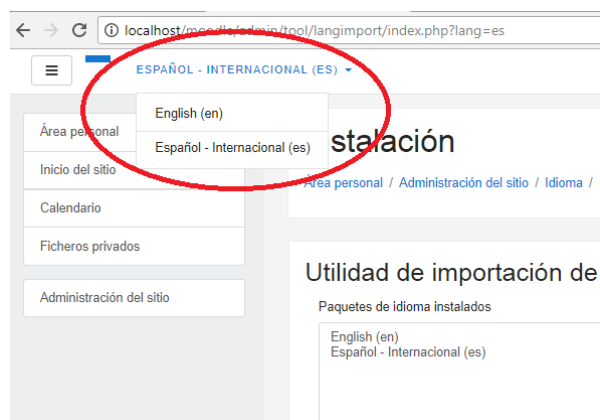 localhost/moodle/admin/tool/langimport/index.php?lang=es
ESPAÑOL - INTERNACIONAL (ES)
English (en)
Español - Internacional (es)
Área personal
Inicio del sitio
Calendario
Ficheros privados
Administración del sitio
stalación
Área personal / Administración del sitio / Idioma /
Utilidad de importación de
Paquetes de idioma instalados
English (en)
Español - Internacional (es)